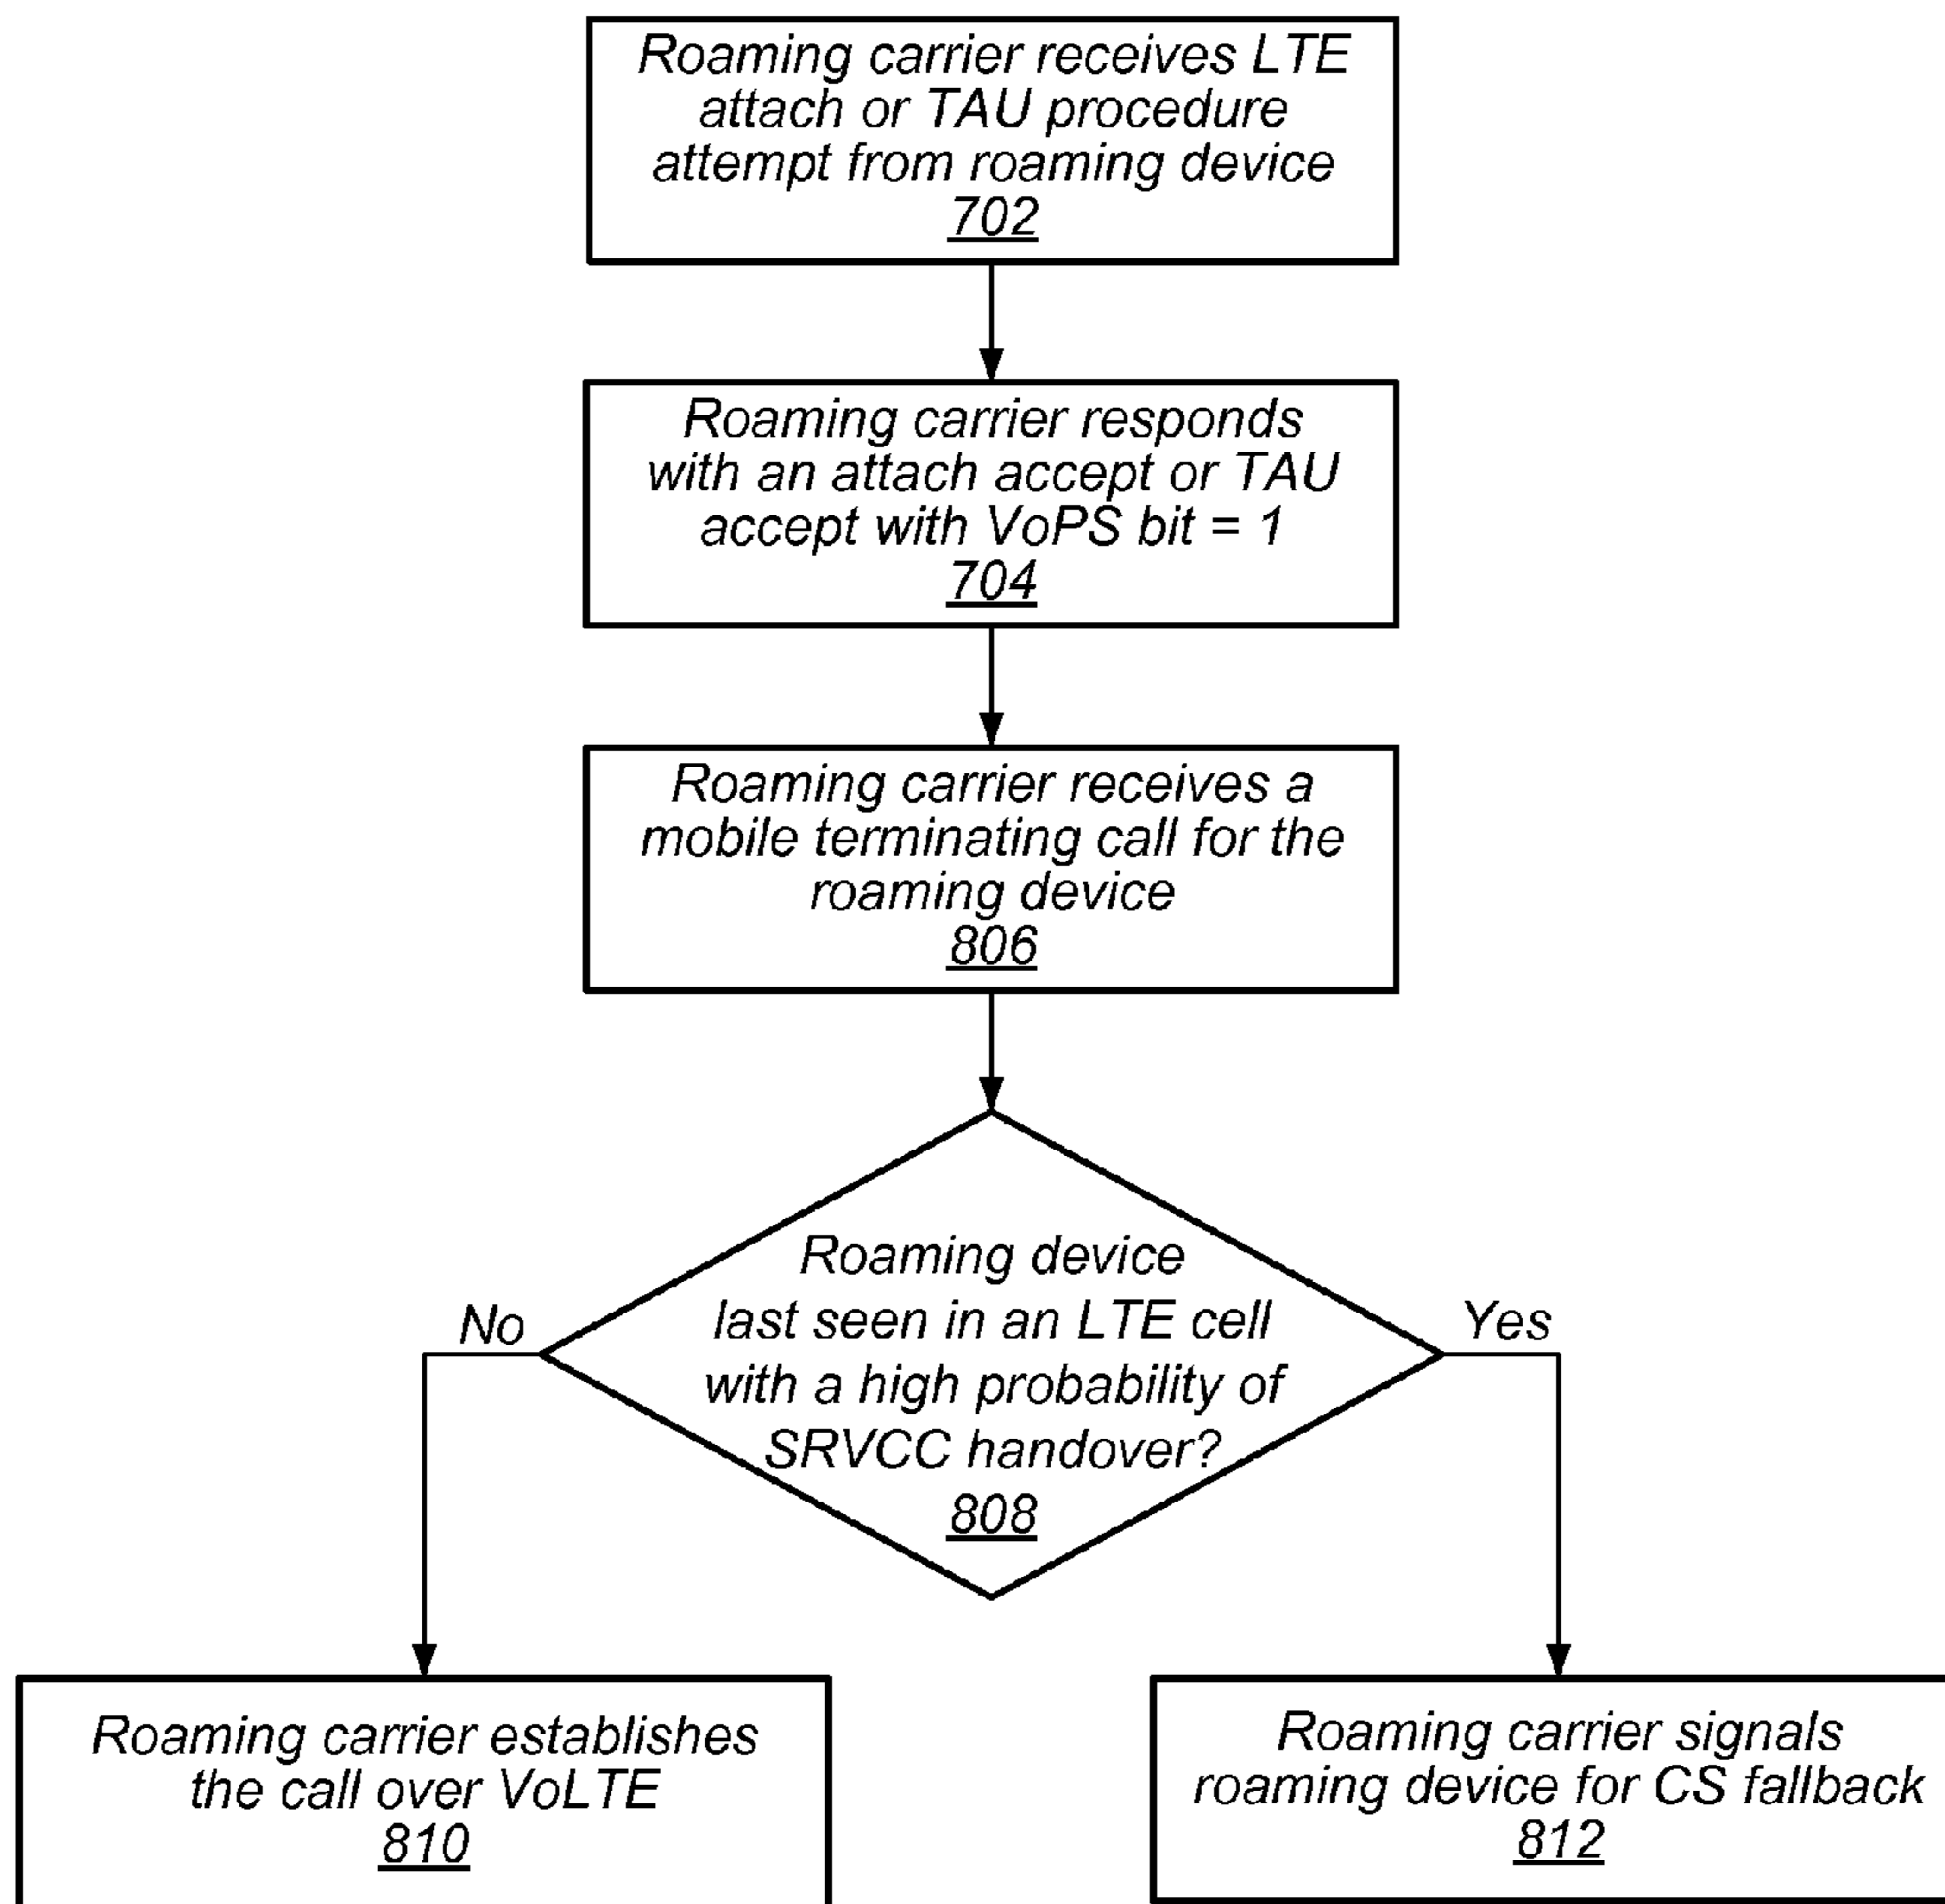 Roaming carrier receives LTE
attach or TAU procedure
attempt from roaming device
702
Roaming carrier responds
with an attach accept or TAU
accept with VoPS bit = 1
704
Roaming carrier receives a
mobile terminating call for the
roaming device
806
Roaming device
last seen in an LTE cell
with a high probability of
SRVCC handover?
808
No
Yes
Roaming carrier establishes
the call over VoLTE
810
Roaming carrier signals
roaming device for CS fallback
812